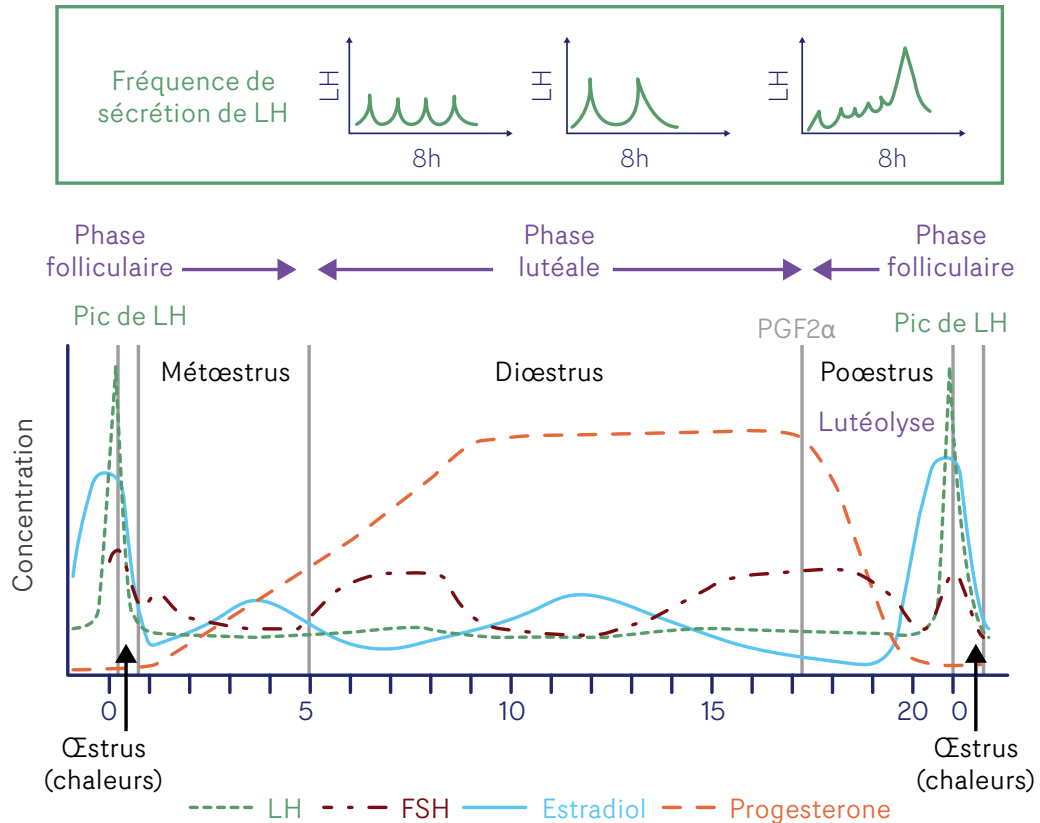 Fréquence de
sécrétion de LH
LH
8h
LH
8h
LH
8h
Phase
folliculaire
Phase
lutéale
Phase
folliculaire
Pic de LH
PGF2α
Pic de LH
Métœstrus
Diœstrus
Poœstrus
Lutéolyse
Concentration
0
5
10
15
20
0
Œstrus
(chaleurs)
Œstrus
(chaleurs)
LH
FSH
Estradiol
Progesterone